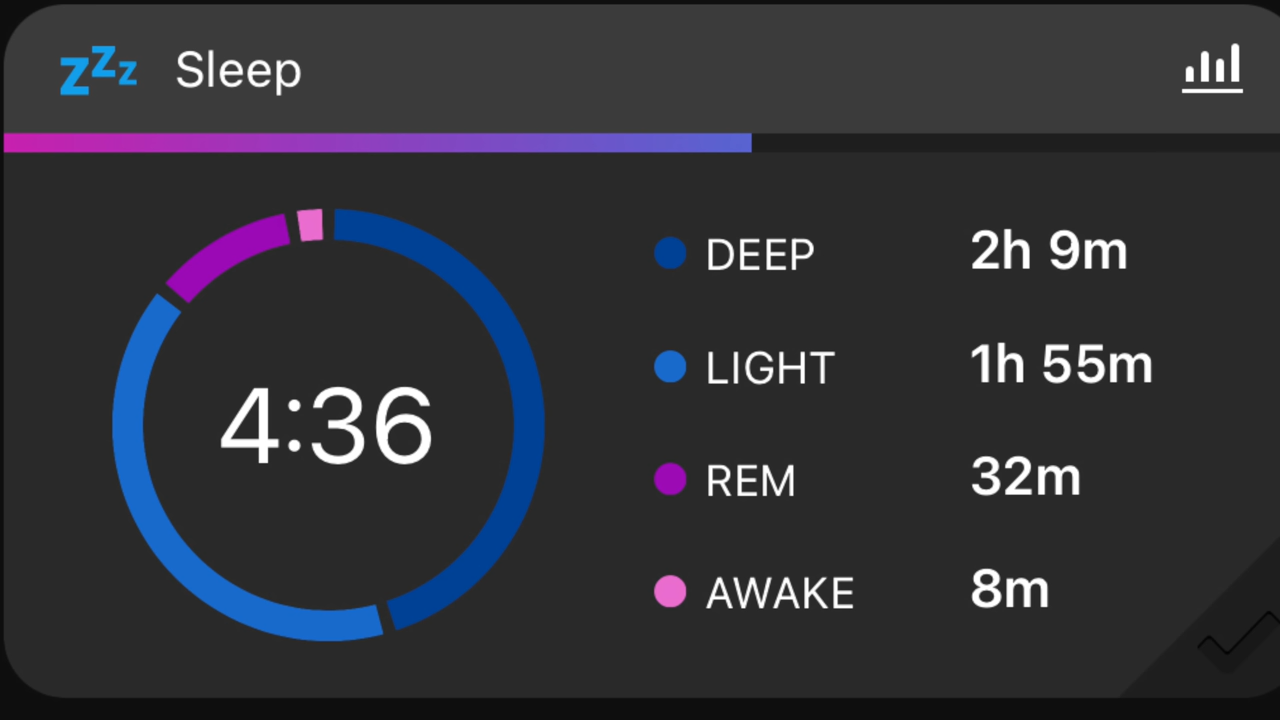 zzz Sleep
4:36
DEEP 2h 9m
LIGHT 1h 55m
REM 32m
AWAKE 8m